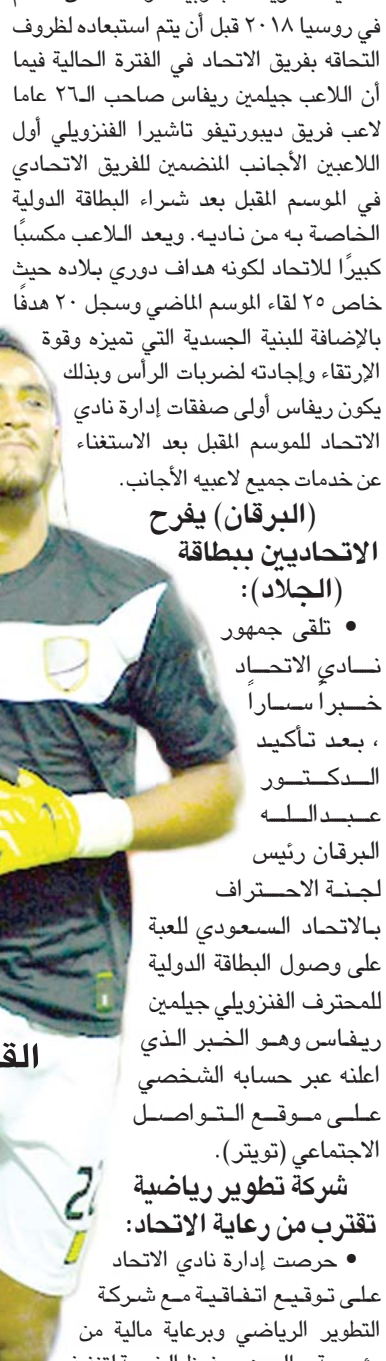 في روسيا ٢٠١٨ قبل أن يتم استبعاده لظروف
التحاقه بفريق الاتحاد في الفترة الحالية فيما
أن اللاعب جيلمين ريفاس صاحب الـ٢٦ عاما
لاعب فريق ديبورتيفو تاشيرا الفنزويلي أول
اللاعبين الأجانب المنضمين للفريق الاتحادي
في الموسم المقبل بعد شراء البطاقة الدولية
الخاصة به من ناديه. ويعد اللاعب مكسبًا
كبيرًا للاتحاد لكونه هداف دوري بلاده حيث
خاص ٢٥ لقاء الموسم الماضي وسجل ٢٠ هدفًا
بالإضافة للبنية الجسدية التي تميزه وقوة
الإرتقاء وإجادته لضربات الرأس وبذلك
يكون ريفاس أولى صفقات إدارة نادي
الاتحاد للموسم المقبل بعد الاستغناء
عن خدمات جميع لاعبيه الأجانب.
(البرقان) يفرح
الاتحاديين ببطاقة
(الجلاد):
• تلقى جمهور
نادي الاتحاد
خبراً ساراً
، بعد تأكيد
الدكتور
عبدالله
البرقان رئيس
لجنة الاحتراف
بالاتحاد السعودي للعبة
على وصول البطاقة الدولية
للمحترف الفنزويلي جيلمين
ريفاس وهو الخبر الذي
اعلنه عبر حسابه الشخصي
على موقع التواصل
الاجتماعي (تويتر).
شركة تطوير رياضية
تقترب من رعاية الاتحاد:
• حرصت إدارة نادي الاتحاد
على توقيع اتفاقية مع شركة
التطوير الرياضي وبرعاية مالية من
القـ